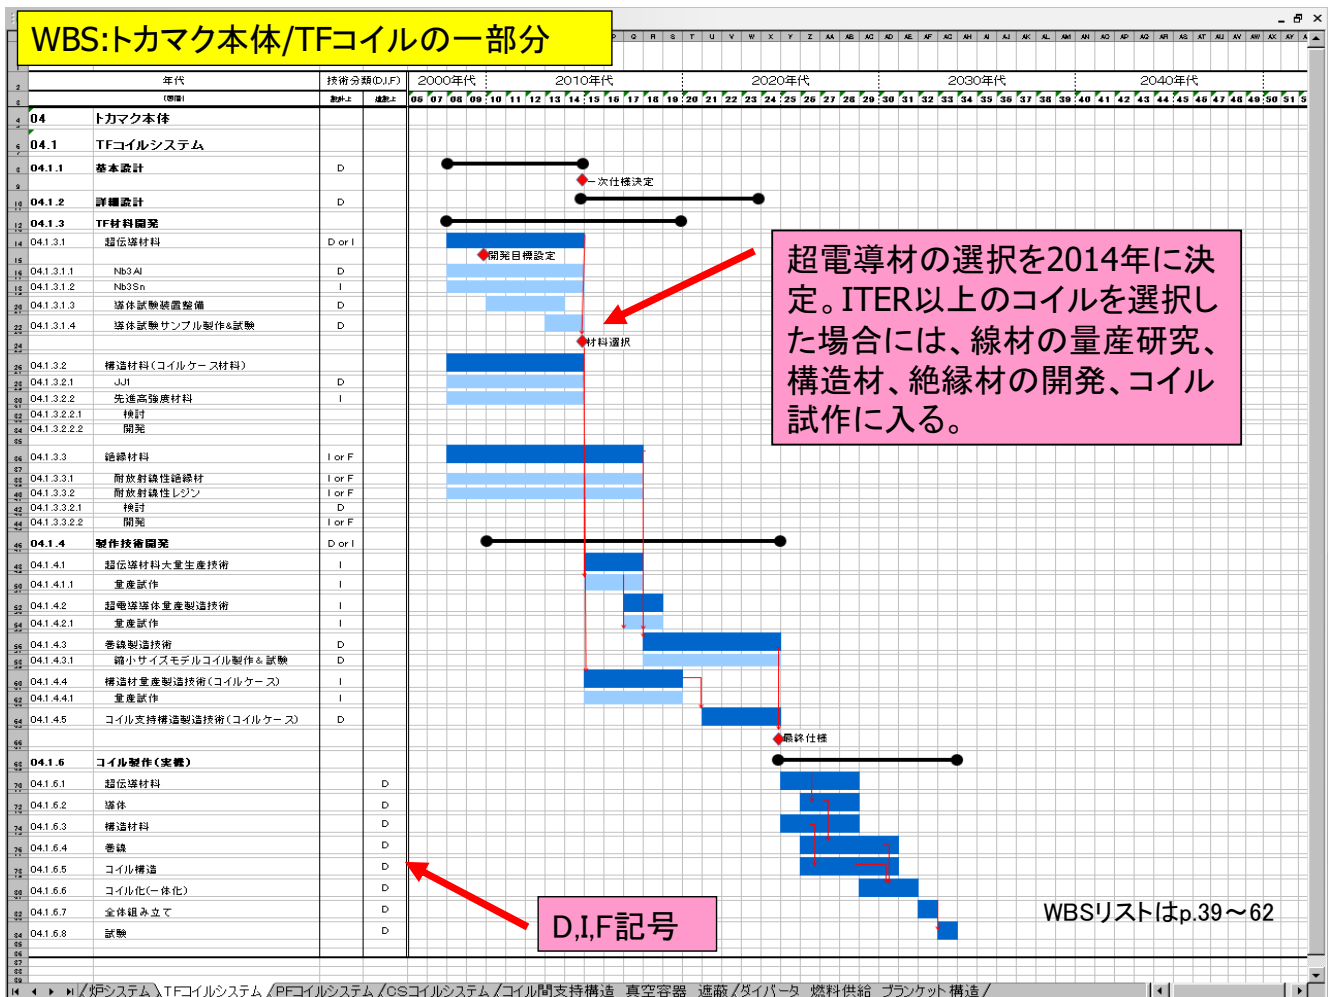 WBS:トカマク本体/TFコイルの一部分
年代 技術分類(D,I,F) 2000年代 2010年代 2020年代 2030年代 2040年代
06 07 08 09 10 11 12 13 14 15 16 17 18 19 20 21 22 23 24 25 26 27 28 29 30 31 32 33 34 35 36 37 38 39 40 41 42 43 44 45 46 47 48 49 50 51
04 トカマク本体
04.1 TFコイルシステム
04.1.1 基本設計 D
一次仕様決定
04.1.2 詳細設計 D
04.1.3 TF材料開発
04.1.3.1 超伝導材料 D or I
開発目標設定
04.1.3.1.1 Nb3Al D
04.1.3.1.2 Nb3Sn I
04.1.3.1.3 導体試験装置整備 D
04.1.3.1.4 導体試験サンプル製作&試験 D
材料選択
04.1.3.2 構造材料(コイルケース材料)
04.1.3.2.1 JJ1 D
04.1.3.2.2 先進高強度材料 I
04.1.3.2.2.1 検討
04.1.3.2.2.2 開発
04.1.3.3 絶縁材料 I or F
04.1.3.3.1 耐放射線性絶縁材 I or F
04.1.3.3.2 耐放射線性レジン I or F
04.1.3.3.2.1 検討 D
04.1.3.3.2.2 開発 I or F
04.1.4 製作技術開発 D or I
04.1.4.1 超伝導材料大量生産技術 I
04.1.4.1.1 量産試作 I
04.1.4.2 超電導導体量産製造技術 I
04.1.4.2.1 量産試作 I
04.1.4.3 巻線製造技術 D
04.1.4.3.1 縮小サイズモデルコイル製作&試験 D
04.1.4.4 構造材量産製造技術(コイルケース) I
04.1.4.4.1 量産試作 I
04.1.4.5 コイル支持構造製造技術(コイルケース) D
最終仕様
04.1.6 コイル製作(実機)
04.1.6.1 超伝導材料 D
04.1.6.2 導体 D
04.1.6.3 構造材料 D
04.1.6.4 巻線 D
04.1.6.5 コイル構造 D
04.1.6.6 コイル化(一体化) D
04.1.6.7 全体組み立て D
04.1.6.8 試験 D
超電導材の選択を2014年に決
定。ITER以上のコイルを選択し
た場合には、線材の量産研究、
構造材、絶縁材の開発、コイル
試作に入る。
D,I,F記号
WBSリストはp.39～62
炉システム TFコイルシステム PFコイルシステム CSコイルシステム コイル間支持構造 真空容器 遮蔽 ダイバータ 燃料供給 ブランケット構造